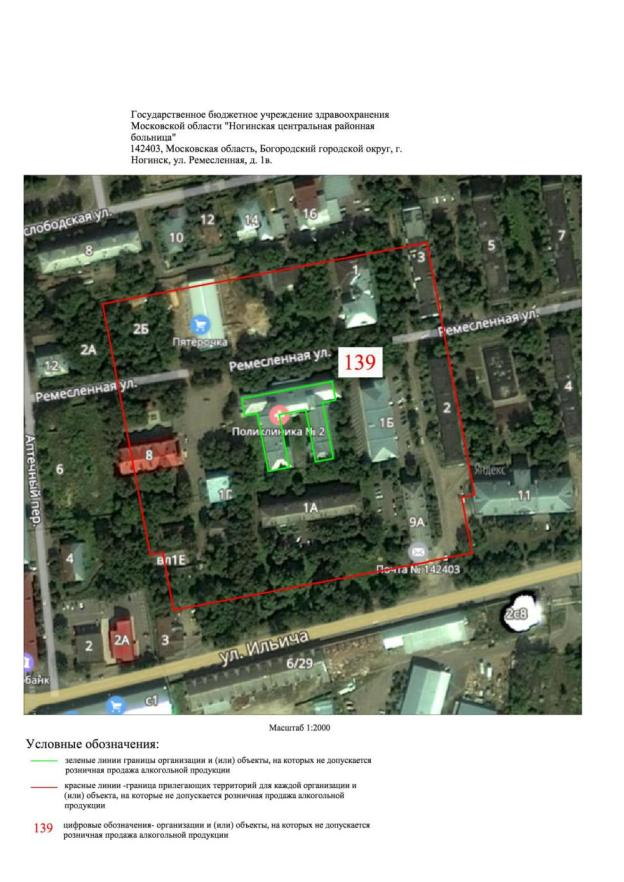 Государственное бюджетное учреждение здравоохранения
Московской области "Ногинская центральная районная
больница"
142403, Московская область, Богородский городской округ, г.
Ногинск, ул. Ремесленная, д. 1в.
слободская ул.
8
10
12
14
16
1
3
5
7
2Б
2А
12
Пятёрочка
Ремесленная ул.
Ремесленная ул.
139
Ремесленная ул.
Аптечный пер.
6
8
Поликлиника № 2
1Б
2
4
Яндекс
11
1Г
1А
9А
4
вл1Е
Почта № 142403
2
2А
3
ул. Ильича
6/29
2с8
банк
с1
Масштаб 1:2000
Условные обозначения:
зеленые линии границы организации и (или) объекты, на которых не допускается
розничная продажа алкогольной продукции
красные линии -граница прилегающих территорий для каждой организации и
(или) объекта, на которые не допускается розничная продажа алкогольной
продукции
139 цифровые обозначения- организации и (или) объекты, на которых не допускается
розничная продажа алкогольной продукции